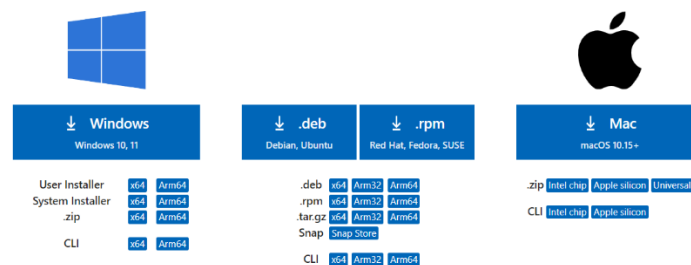 Windows
Windows 10, 11
User Installer x64 Arm64
System Installer x64 Arm64
.zip x64 Arm64
CLI x64 Arm64
.deb
Debian, Ubuntu
.rpm
Red Hat, Fedora, SUSE
.deb x64 Arm32 Arm64
.rpm x64 Arm32 Arm64
.tar.gz x64 Arm32 Arm64
Snap Snap Store
CLI x64 Arm32 Arm64
Mac
macOS 10.15+
.zip Intel chip Apple silicon Universal
CLI Intel chip Apple silicon